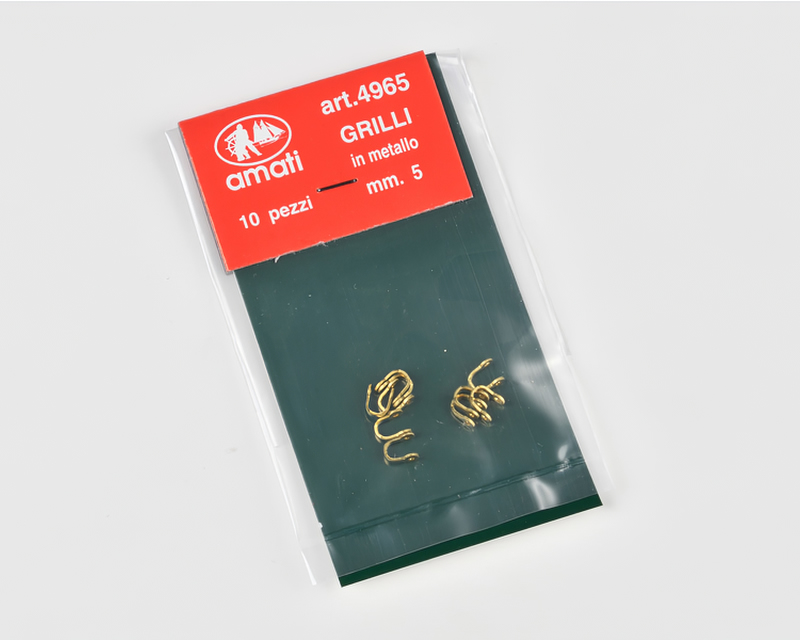 art.4965
GRILLI
in metallo
mm. 5
amati
10 pezzi